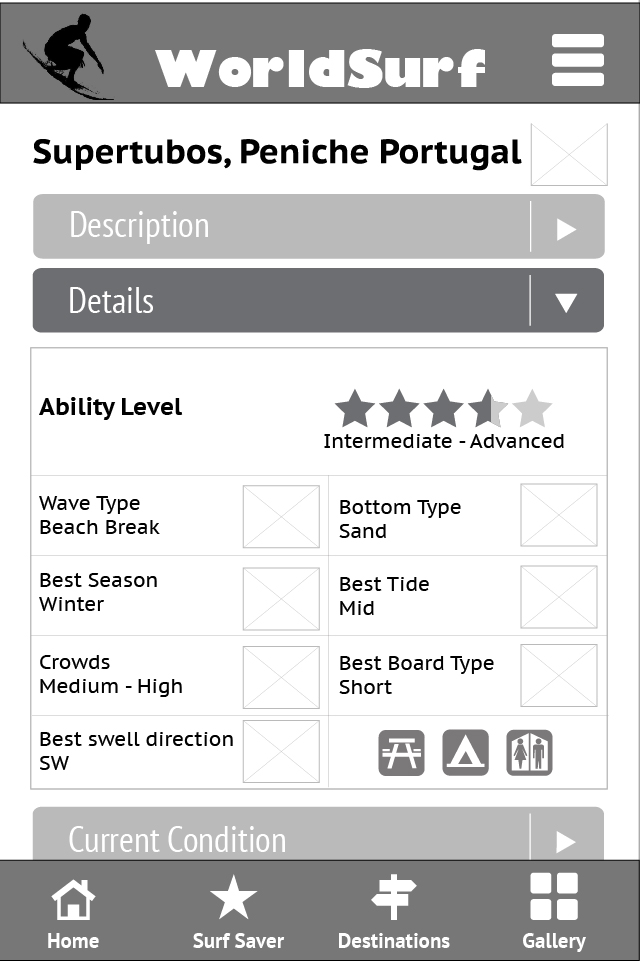 WorldSurf
Supertubos, Peniche Portugal
Description
Details
Ability Level
Intermediate - Advanced
Wave Type
Beach Break
Bottom Type
Sand
Best Season
Winter
Best Tide
Mid
Crowds
Medium - High
Best Board Type
Short
Best swell direction
SW
Current Condition
Home
Surf Saver
Destinations
Gallery